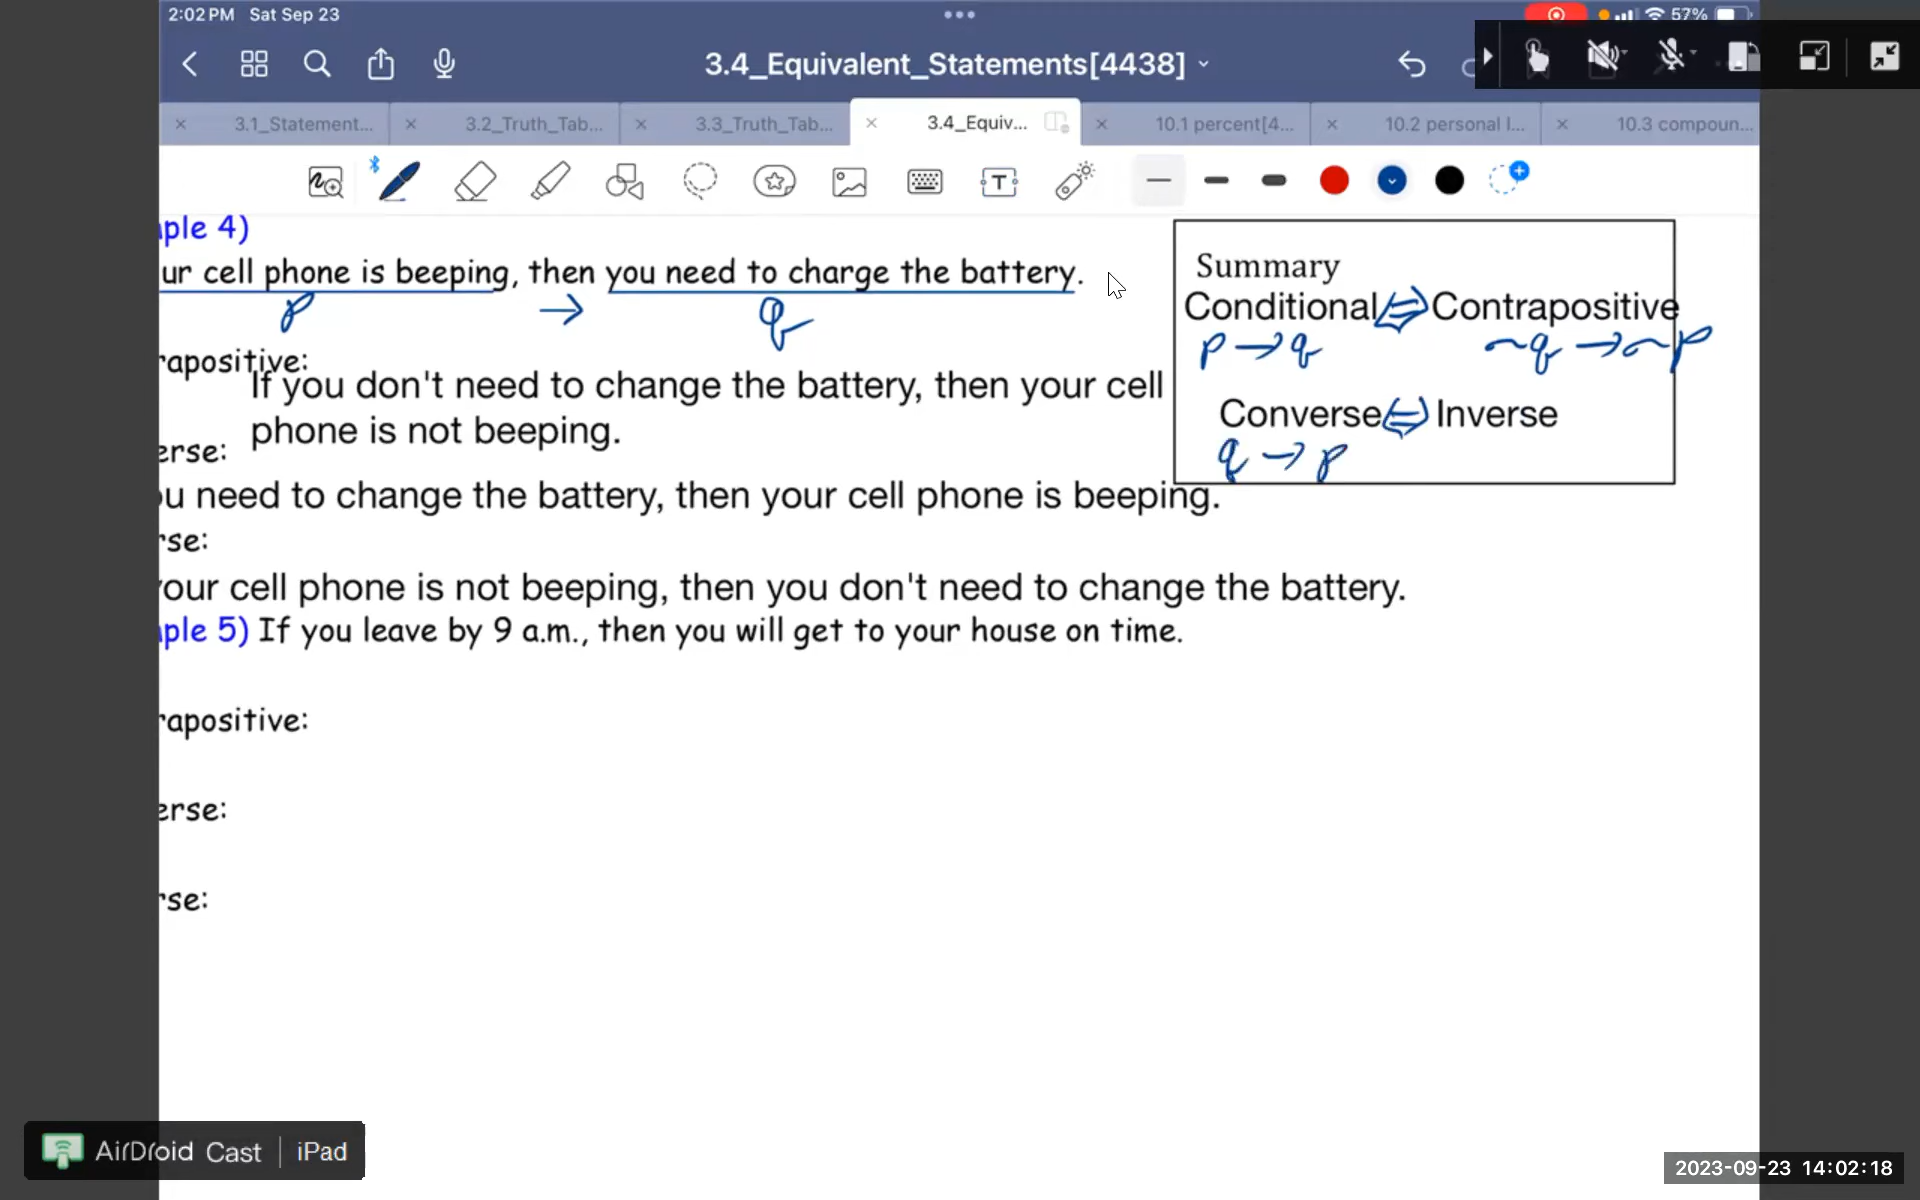 2:02 PM Sat Sep 23
57%
3.4_Equivalent_Statements[4438]
3.1_Statement...
3.2_Truth_Tab...
3.3_Truth_Tab...
3.4_Equiv...
10.1 percent[4...
10.2 personal l...
10.3 compoun...
T
ple 4)
ur cell phone is beeping, then you need to charge the battery.
p → q
rapositive:
If you don't need to change the battery, then your cell
phone is not beeping.
erse:
u need to change the battery, then your cell phone is beeping.
rse:
our cell phone is not beeping, then you don't need to change the battery.
ple 5) If you leave by 9 a.m., then you will get to your house on time.
rapositive:
erse:
rse:
Summary
Conditional ⇔ Contrapositive
p → q ~q → ~p
Converse ⇔ Inverse
q → p
AirDroid Cast | iPad
2023-09-23 14:02:18